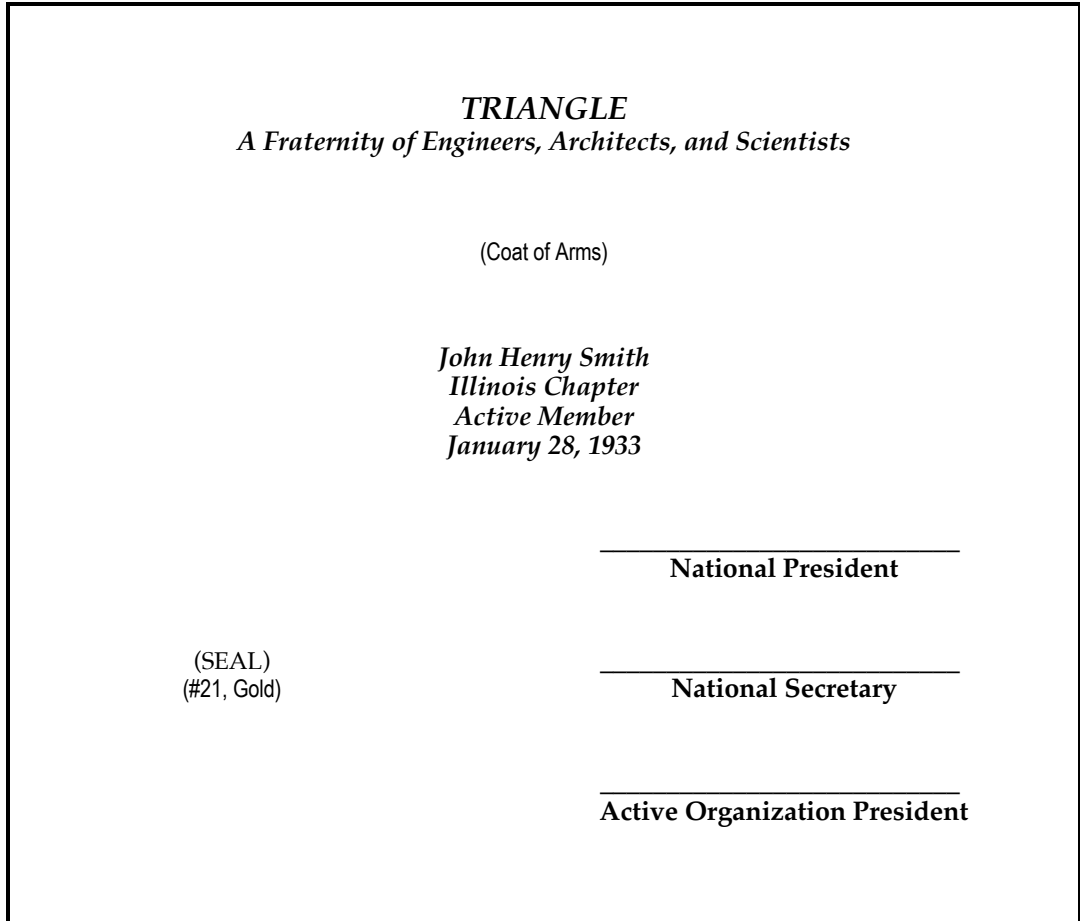 TRIANGLE
A Fraternity of Engineers, Architects, and Scientists
(Coat of Arms)
John Henry Smith
Illinois Chapter
Active Member
January 28, 1933
National President
(SEAL)
(#21, Gold)
National Secretary
Active Organization President